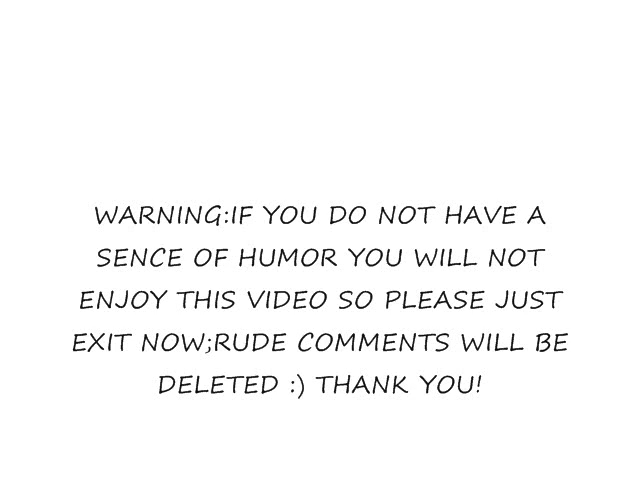 WARNING:IF YOU DO NOT HAVE A
SENCE OF HUMOR YOU WILL NOT
ENJOY THIS VIDEO SO PLEASE JUST
EXIT NOW;RUDE COMMENTS WILL BE
DELETED :) THANK YOU!